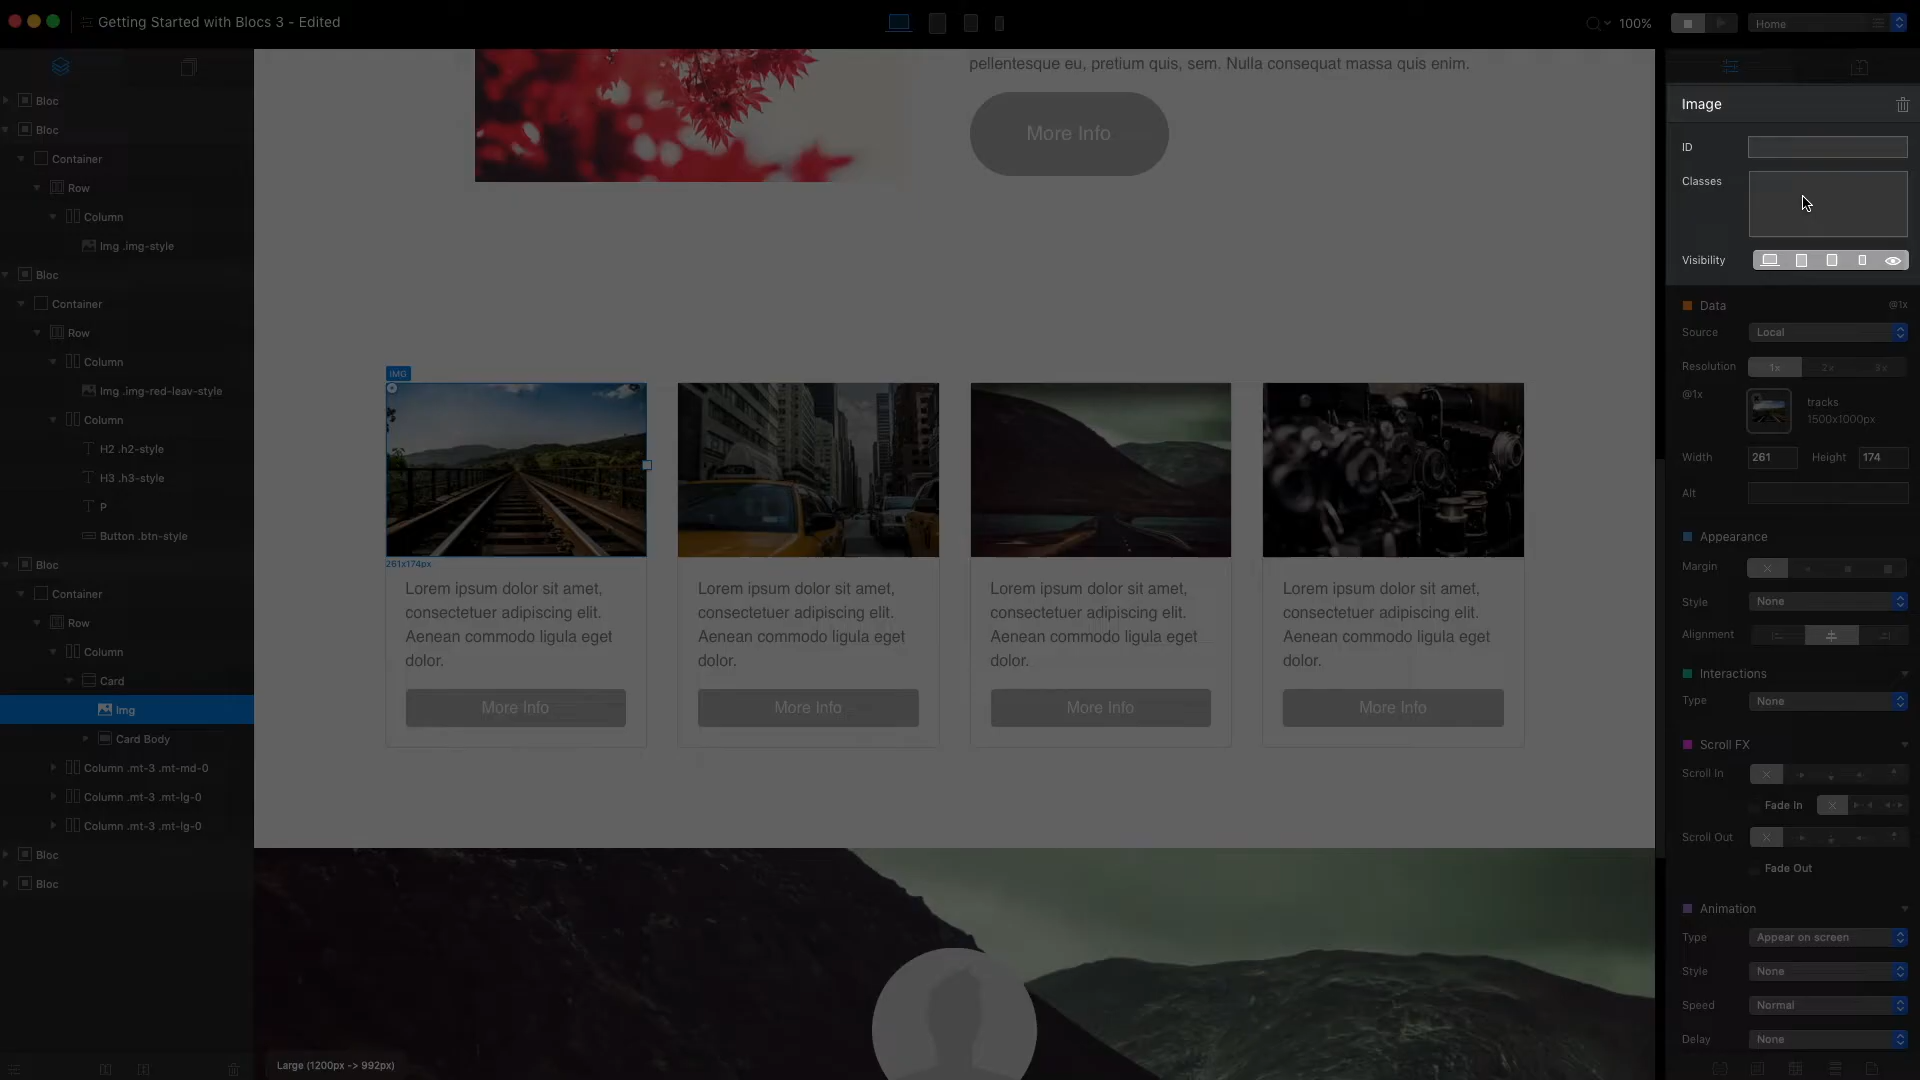 Getting Started with Blocs 3 - Edited
100%
Home
Bloc
Bloc
Container
Row
Column
Img .img-style
Bloc
Container
Row
Column
Img .img-red-leav-style
Column
H2 .h2-style
H3 .h3-style
P
Button .btn-style
Bloc
Container
Row
Column
Card
Img
Card Body
Column .mt-3 .mt-md-0
Column .mt-3 .mt-lg-0
Column .mt-3 .mt-lg-0
Bloc
Bloc
pellentesque eu, pretium quis, sem. Nulla consequat massa quis enim.
More Info
IMG
261x174px
Lorem ipsum dolor sit amet,
consectetuer adipiscing elit.
Aenean commodo ligula eget
dolor.
More Info
Lorem ipsum dolor sit amet,
consectetuer adipiscing elit.
Aenean commodo ligula eget
dolor.
More Info
Lorem ipsum dolor sit amet,
consectetuer adipiscing elit.
Aenean commodo ligula eget
dolor.
More Info
Lorem ipsum dolor sit amet,
consectetuer adipiscing elit.
Aenean commodo ligula eget
dolor.
More Info
Large (1200px -> 992px)
Image
ID
Classes
Visibility
Data @1x
Source Local
Resolution 1x 2x 3x
@1x tracks
1500x1000px
Width 261 Height 174
Alt
Appearance
Margin
Style None
Alignment
Interactions
Type None
Scroll FX
Scroll In
Fade In
Scroll Out
Fade Out
Animation
Type Appear on screen
Style None
Speed Normal
Delay None